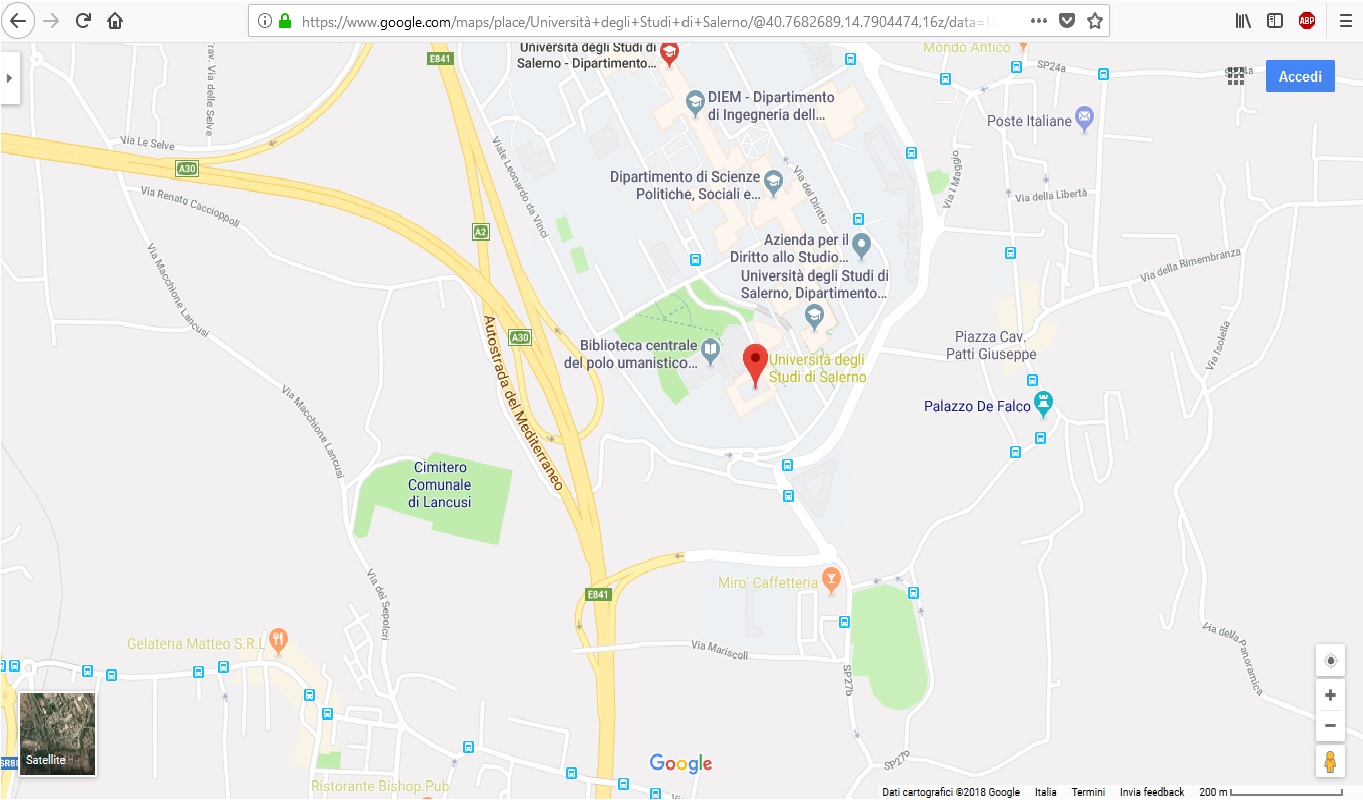 https://www.google.com/maps/place/Università+degli+Studi+di+Salerno/@40.7682689,14.7904474,16z/data=
ABP
Università degli Studi di
Salerno - Dipartimento...
E841
Mondo Antico
SP24a
Accedi
Trav. Via delle Selve
DIEM - Dipartimento
di Ingegneria dell...
Poste Italiane
Via Le Selve
A30
Viale Leonardo da Vinci
Dipartimento di Scienze
Politiche, Sociali e...
Via del Diritto
Via I Maggio
Via della Libertà
Via Renato Caccioppoli
A2
Azienda per il
Diritto allo Studio...
Università degli Studi di
Salerno, Dipartimento...
Via della Rimembranza
Via Macchione Lancusi
Autostrada del Mediterraneo
A30
Biblioteca centrale
del polo umanistico...
Università degli
Studi di Salerno
Piazza Cav.
Patti Giuseppe
Via Isolella
Palazzo De Falco
Via Macchione Lancusi
Cimitero
Comunale
di Lancusi
Via dei Sepolcri
E841
Miro' Caffetteria
Gelateria Matteo S.R.L
Via Mariscoli
SP27b
Via della Panoramica
SP27b
SR88
Satellite
Ristorante Bishop.Pub
Google
Dati cartografici ©2018 Google Italia Termini Invia feedback 200 m